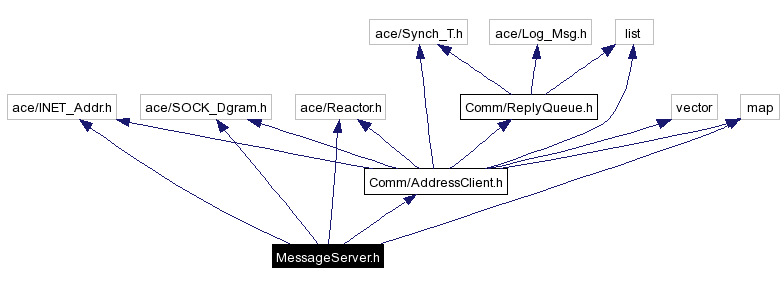 ace/Synch_T.h
ace/Log_Msg.h
list
ace/INET_Addr.h
ace/SOCK_Dgram.h
ace/Reactor.h
Comm/ReplyQueue.h
vector
map
Comm/AddressClient.h
MessageServer.h